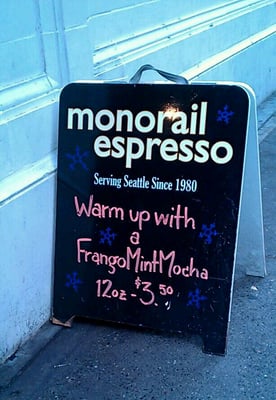 monorail
espresso
Serving Seattle Since 1980
Warm up with
a
FrangoMintMocha
12oz - $3.50